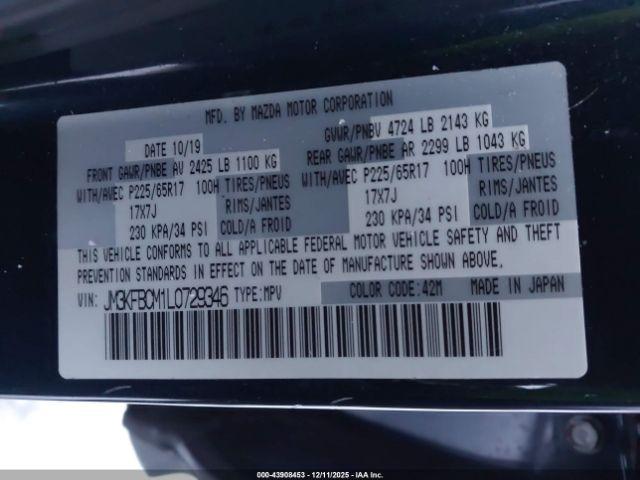 MFD. BY MAZDA MOTOR CORPORATION
DATE 10/19 GVWR/PNBV 4724 LB 2143 KG
FRONT GAWR/PNBE AV 2425 LB 1100 KG REAR GAWR/PNBE AR 2299 LB 1043 KG
WITH/AVEC P225/65R17 100H TIRES/PNEUS WITH/AVEC P225/65R17 100H TIRES/PNEUS
17X7J RIMS/JANTES 17X7J RIMS/JANTES
230 KPA/34 PSI COLD/A FROID 230 KPA/34 PSI COLD/A FROID
THIS VEHICLE CONFORMS TO ALL APPLICABLE FEDERAL MOTOR VEHICLE SAFETY AND THEFT
PREVENTION STANDARDS IN EFFECT ON THE DATE OF MANUFACTURE SHOWN ABOVE.
VIN: JM3KFBCM1L0729346 TYPE:MPV COLOR CODE:42M MADE IN JAPAN
000-43908453 - 12/11/2025 - IAA Inc.